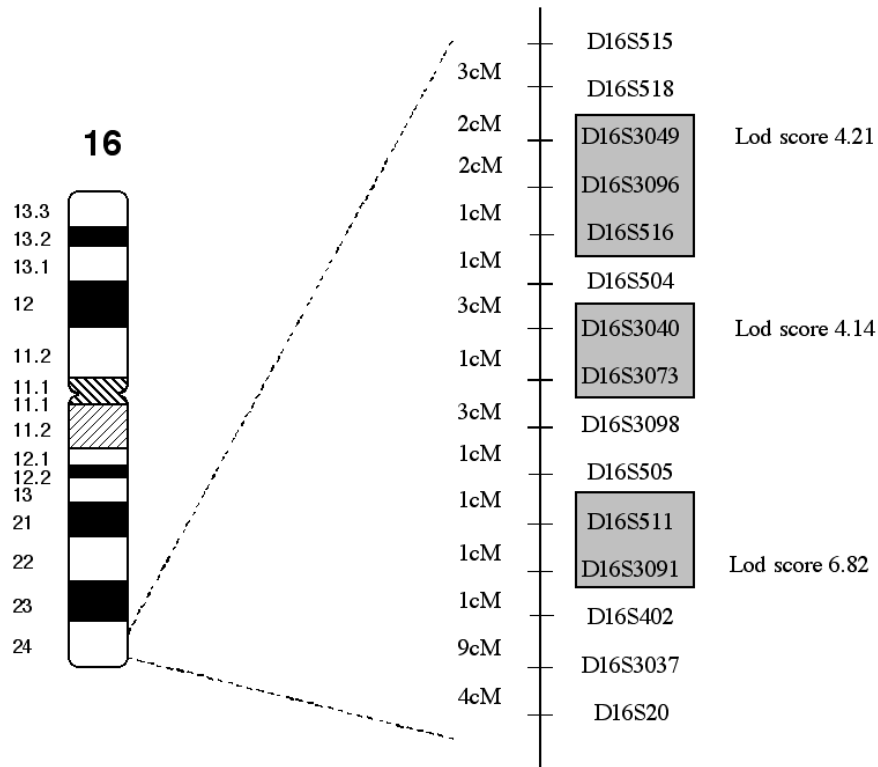 16
13.3
13.2
13.1
12
11.2
11.1
11.1
11.2
12.1
12.2
13
21
22
23
24
3cM
2cM
2cM
1cM
1cM
3cM
1cM
3cM
1cM
1cM
1cM
1cM
9cM
4cM
D16S515
D16S518
D16S3049 Lod score 4.21
D16S3096
D16S516
D16S504
D16S3040 Lod score 4.14
D16S3073
D16S3098
D16S505
D16S511
D16S3091 Lod score 6.82
D16S402
D16S3037
D16S20